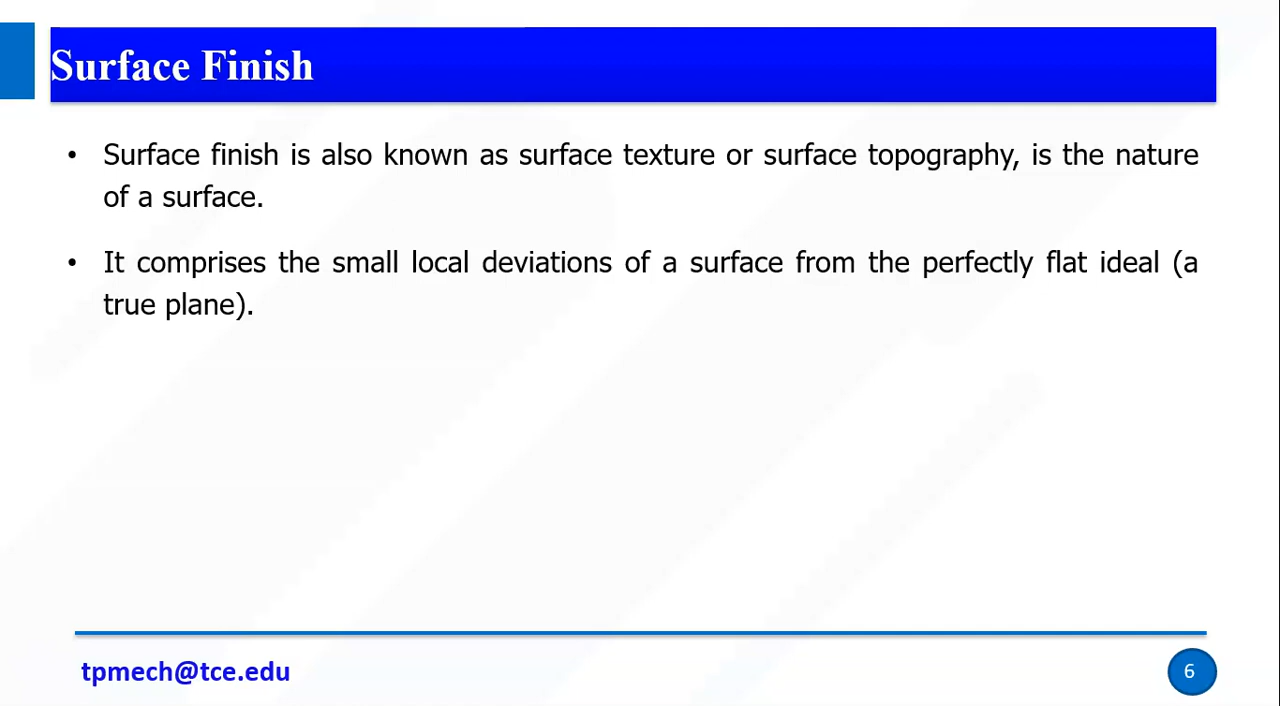 Surface Finish
• Surface finish is also known as surface texture or surface topography, is the nature
of a surface.
• It comprises the small local deviations of a surface from the perfectly flat ideal (a
true plane).
tpmech@tce.edu
6